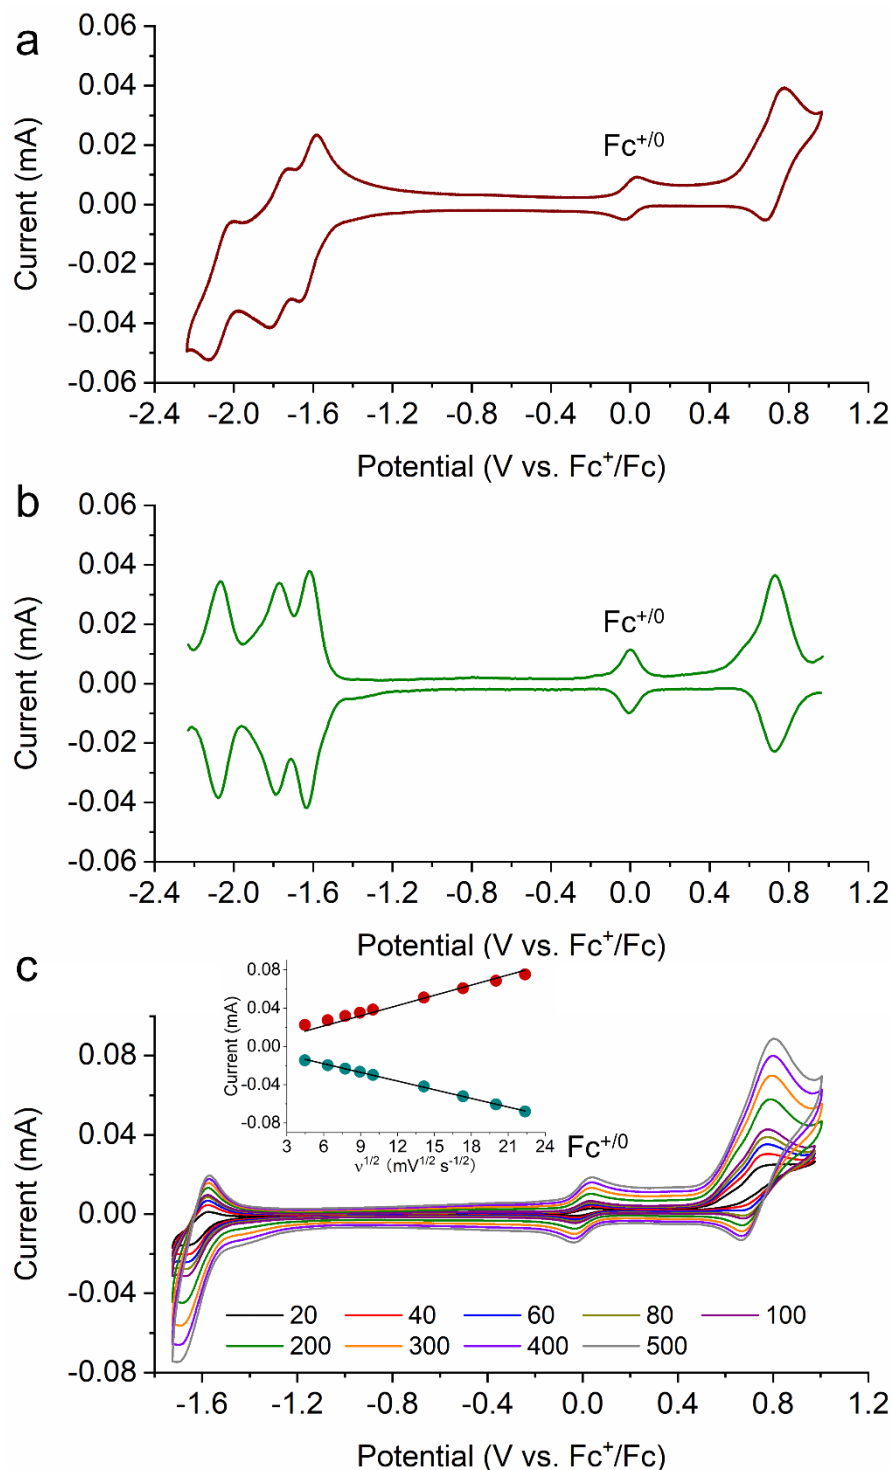 a
0.06
0.04
0.02
0.00
-0.02
-0.04
-0.06
Current (mA)
Fc+/0
-2.4 -2.0 -1.6 -1.2 -0.8 -0.4 0.0 0.4 0.8 1.2
Potential (V vs. Fc+/Fc)
b
0.06
0.04
0.02
0.00
-0.02
-0.04
-0.06
Current (mA)
Fc+/0
-2.4 -2.0 -1.6 -1.2 -0.8 -0.4 0.0 0.4 0.8 1.2
Potential (V vs. Fc+/Fc)
c
0.08
0.04
0.00
-0.04
-0.08
Current (mA)
3 6 9 12 15 18 21 24
ν1/2 (mV1/2 s-1/2)
Fc+/0
0.08
0.04
0.00
-0.04
-0.08
Current (mA)
20 40 60 80 100
200 300 400 500
-1.6 -1.2 -0.8 -0.4 0.0 0.4 0.8 1.2
Potential (V vs. Fc+/Fc)